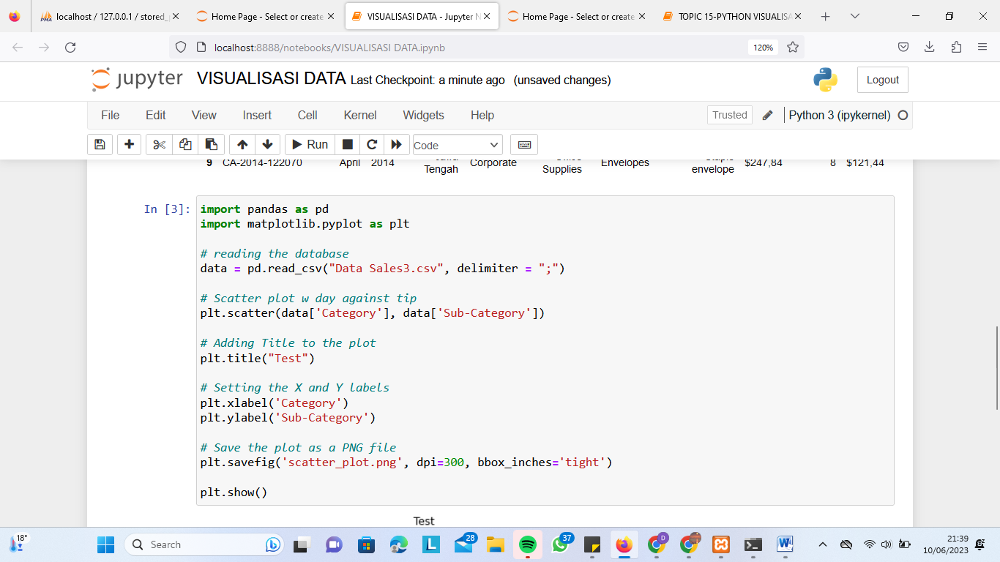 localhost / 127.0.0.1 / stored_
Home Page - Select or create
VISUALISASI DATA - Jupyter N
Home Page - Select or create
TOPIC 15-PYTHON VISUALISA
localhost:8888/notebooks/VISUALISASI DATA.ipynb
120%
jupyter VISUALISASI DATA Last Checkpoint: a minute ago (unsaved changes)
Logout
File Edit View Insert Cell Kernel Widgets Help
Trusted
Python 3 (ipykernel)
Run
Code
9 CA-2014-122070 April 2014 Tengah Corporate Supplies Envelopes envelope $247,84 8 $121,44
In [3]:
import pandas as pd
import matplotlib.pyplot as plt
# reading the database
data = pd.read_csv("Data Sales3.csv", delimiter = ";")
# Scatter plot w day against tip
plt.scatter(data['Category'], data['Sub-Category'])
# Adding Title to the plot
plt.title("Test")
# Setting the X and Y labels
plt.xlabel('Category')
plt.ylabel('Sub-Category')
# Save the plot as a PNG file
plt.savefig('scatter_plot.png', dpi=300, bbox_inches='tight')
plt.show()
Test
18°
Search
28
37
D
21:39
10/06/2023